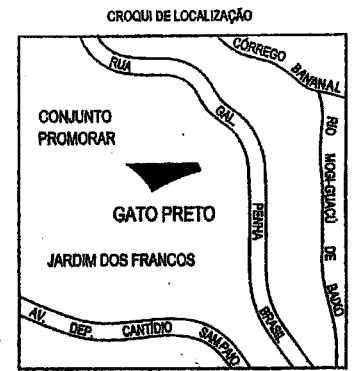 CROQUI DE LOCALIZAÇÃO
RUA GAL. PENHA BRASIL
CÓRREGO BANANAL
RIO MOGI-GUAÇÚ DE BAIXO
CONJUNTO
PROMORAR
GATO PRETO
JARDIM DOS FRANCOS
AV. DEP. CANTÍDIO SAMPAIO